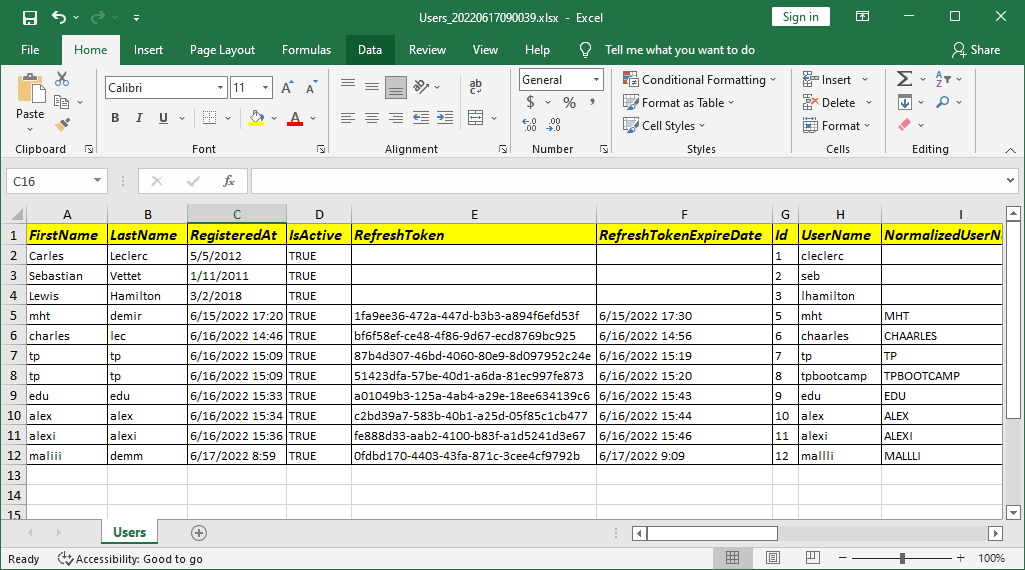 Users_20220617090039.xlsx - Excel
Sign in
File Home Insert Page Layout Formulas Data Review View Help Tell me what you want to do Share
Calibri 11 General Conditional Formatting Insert
Paste B I U A $ % , Format as Table Delete
Cell Styles Format
Clipboard Font Alignment Number Styles Cells Editing
C16 fx
A B C D E F G H I
1 FirstName LastName RegisteredAt IsActive RefreshToken RefreshTokenExpireDate Id UserName NormalizedUserN
2 Carles Leclerc 5/5/2012 TRUE 1 cleclerc
3 Sebastian Vettet 1/11/2011 TRUE 2 seb
4 Lewis Hamilton 3/2/2018 TRUE 3 lhamilton
5 mht demir 6/15/2022 17:20 TRUE 1fa9ee36-472a-447d-b3b3-a894f6efd53f 6/15/2022 17:30 5 mht MHT
6 charles lec 6/16/2022 14:46 TRUE bf6f58ef-ce48-4f86-9d67-ecd8769bc925 6/16/2022 14:56 6 chaarles CHAARLES
7 tp tp 6/16/2022 15:09 TRUE 87b4d307-46bd-4060-80e9-8d097952c24e 6/16/2022 15:19 7 tp TP
8 tp tp 6/16/2022 15:09 TRUE 51423dfa-57be-40d1-a6da-81ec997fe873 6/16/2022 15:20 8 tpbootcamp TPBOOTCAMP
9 edu edu 6/16/2022 15:33 TRUE a01049b3-125a-4ab4-a29e-18ee634139c6 6/16/2022 15:43 9 edu EDU
10 alex alex 6/16/2022 15:34 TRUE c2bd39a7-583b-40b1-a25d-05f85c1cb477 6/16/2022 15:44 10 alex ALEX
11 alexi alexi 6/16/2022 15:36 TRUE fe888d33-aab2-4100-b83f-a1d5241d3e67 6/16/2022 15:46 11 alexi ALEXI
12 maliii demm 6/17/2022 8:59 TRUE 0fdbd170-4403-43fa-871c-3cee4cf9792b 6/17/2022 9:09 12 mallli MALLLI
13
14
15
Users
Ready Accessibility: Good to go 100%